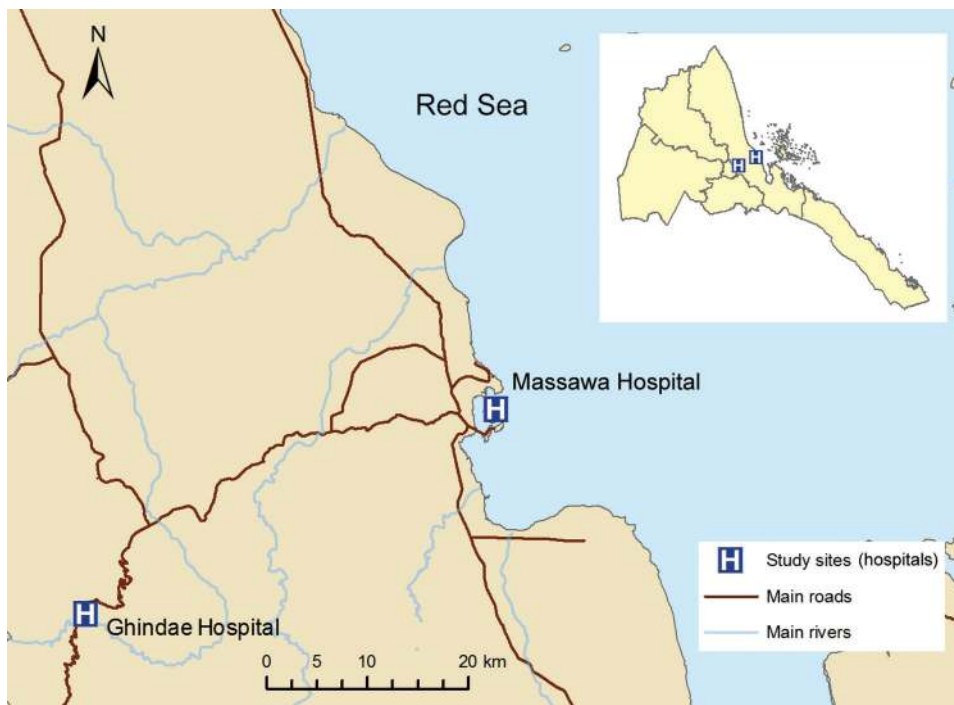 N
Red Sea
H
H
Massawa Hospital
H
H
Study sites (hospitals)
Main roads
Main rivers
H
Ghindae Hospital
0 5 10 20 km